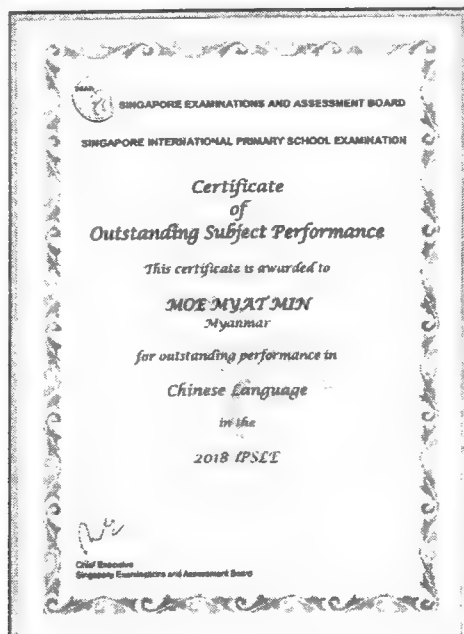 SEAB
SINGAPORE EXAMINATIONS AND ASSESSMENT BOARD
SINGAPORE INTERNATIONAL PRIMARY SCHOOL EXAMINATION
Certificate
of
Outstanding Subject Performance
This certificate is awarded to
MOE MYAT MIN
Myanmar
for outstanding performance in
Chinese Language
in the
2018 iPSLE
Chief Executive
Singapore Examinations and Assessment Board